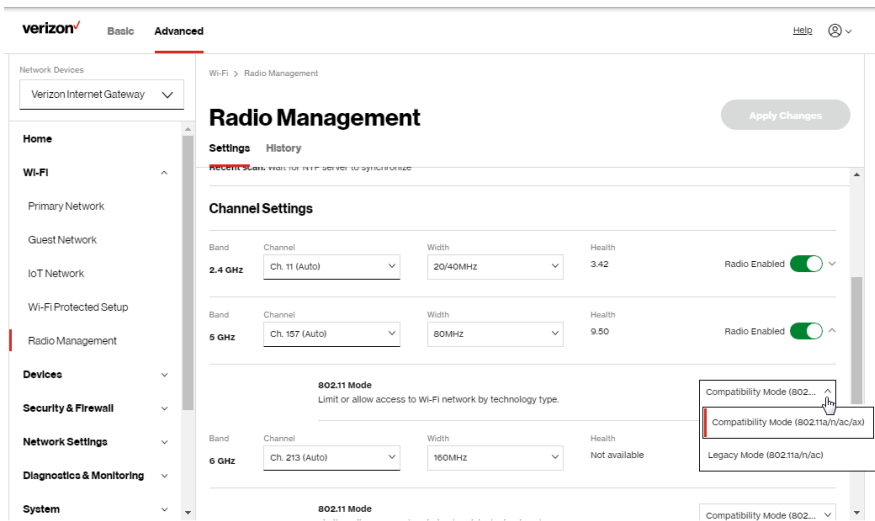 verizon Basic Advanced Help
Network Devices
Verizon Internet Gateway
Home
Wi-Fi
Primary Network
Guest Network
IoT Network
Wi-Fi Protected Setup
Radio Management
Devices
Security & Firewall
Network Settings
Diagnostics & Monitoring
System
Wi-Fi > Radio Management
Radio Management
Apply Changes
Settings History
Recent scan: Wait for NTP server to synchronize
Channel Settings
Band Channel Width Health
2.4 GHz Ch. 11 (Auto) 20/40MHz 3.42 Radio Enabled
Band Channel Width Health
5 GHz Ch. 157 (Auto) 80MHz 9.50 Radio Enabled
802.11 Mode
Limit or allow access to Wi-Fi network by technology type.
Compatibility Mode (802....
Compatibility Mode (802.11a/n/ac/ax)
Legacy Mode (802.11a/n/ac)
Band Channel Width Health
6 GHz Ch. 213 (Auto) 160MHz Not available
802.11 Mode
Compatibility Mode (802....